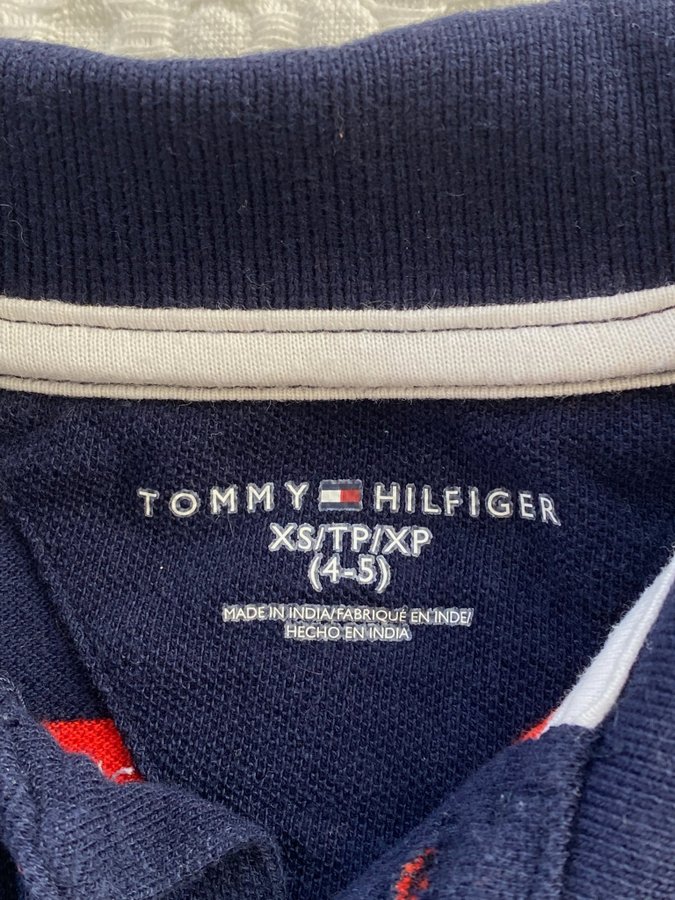 TOMMY HILFIGER
XS/TP/XP
(4-5)
MADE IN INDIA/FABRIQUÉ EN INDE/
HECHO EN INDIA